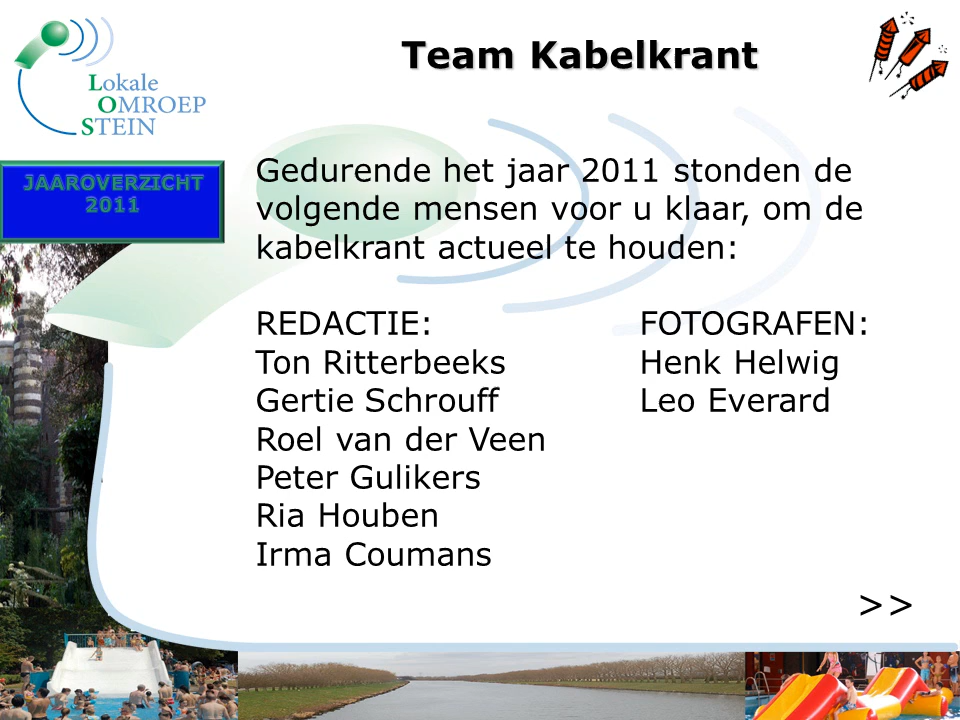 Team Kabelkrant
Lokale
OMROEP
STEIN
JAAROVERZICHT
2011
Gedurende het jaar 2011 stonden de
volgende mensen voor u klaar, om de
kabelkrant actueel te houden:
REDACTIE:
Ton Ritterbeeks
Gertie Schrouff
Roel van der Veen
Peter Gulikers
Ria Houben
Irma Coumans
FOTOGRAFEN:
Henk Helwig
Leo Everard
>>